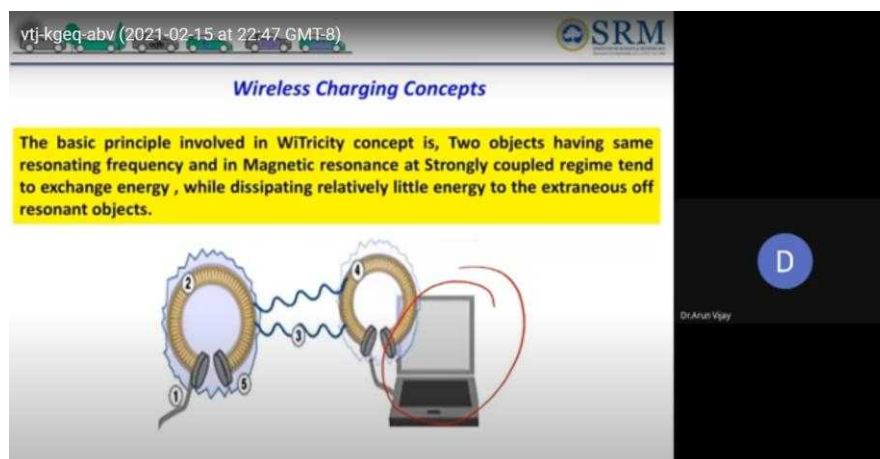 vtj-kgeq-abv (2021-02-15 at 22:47 GMT-8)
SRM
Wireless Charging Concepts
The basic principle involved in WiTricity concept is, Two objects having same
resonating frequency and in Magnetic resonance at Strongly coupled regime tend
to exchange energy , while dissipating relatively little energy to the extraneous off
resonant objects.
2
4
3
1
5
D
Dr.Arun Vijay